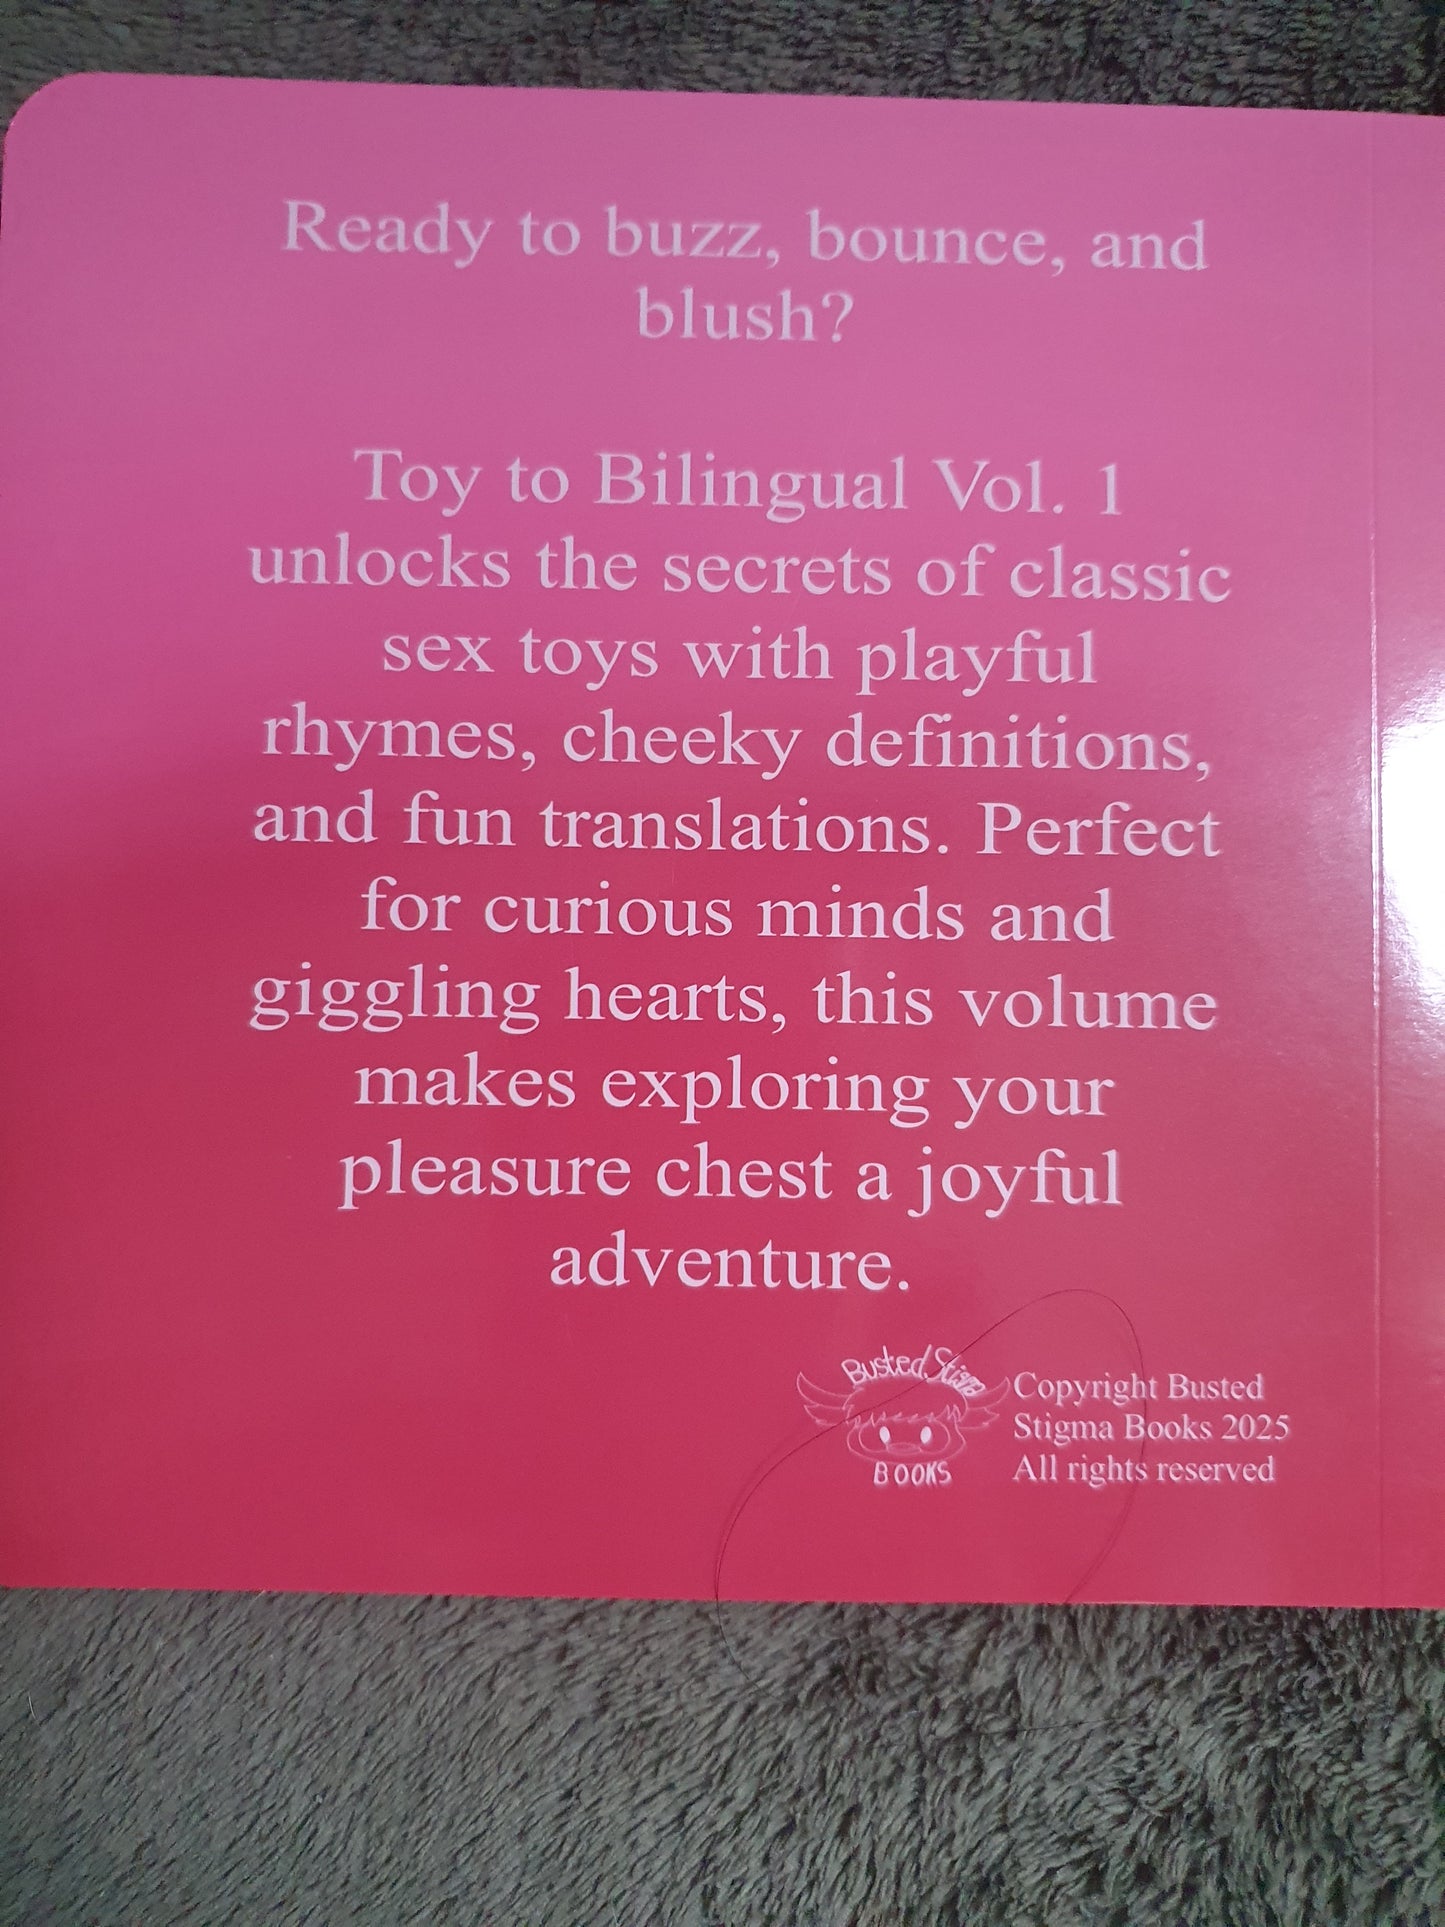 Ready to buzz, bounce, and
blush?
Toy to Bilingual Vol. 1
unlocks the secrets of classic
sex toys with playful
rhymes, cheeky definitions,
and fun translations. Perfect
for curious minds and
giggling hearts, this volume
makes exploring your
pleasure chest a joyful
adventure.
Busted Stigma
BOOKS
Copyright Busted
Stigma Books 2025
All rights reserved